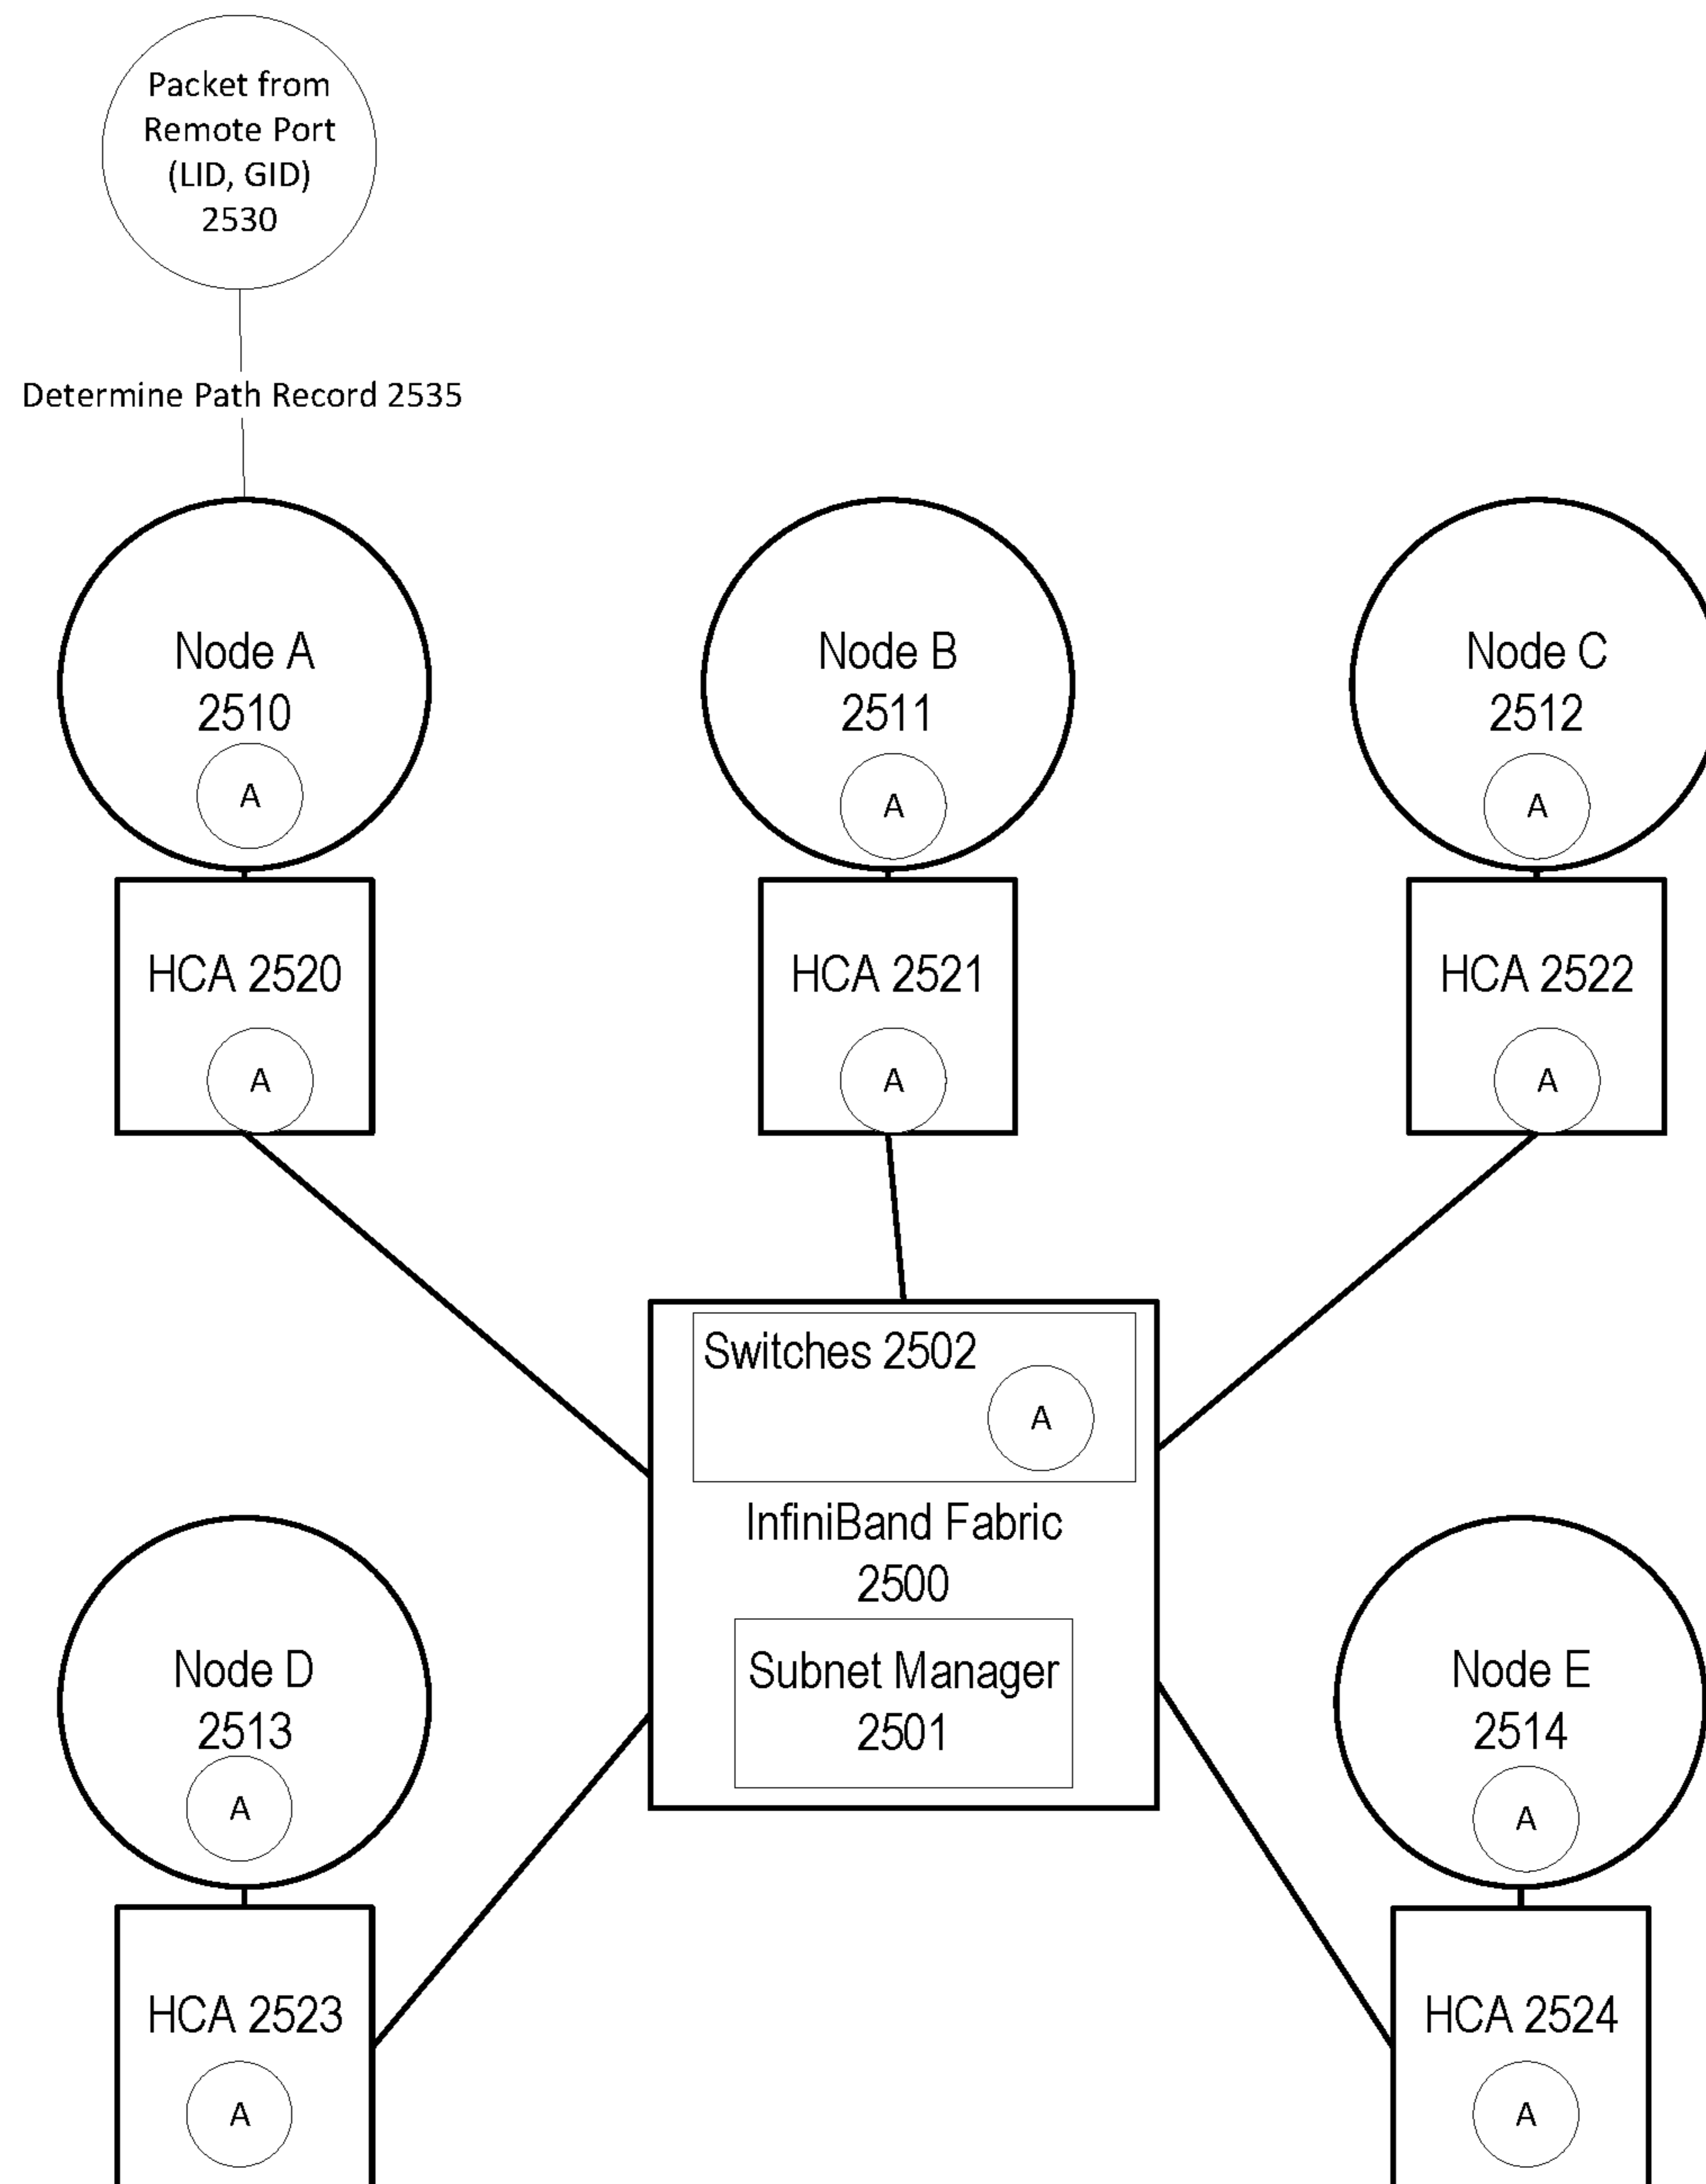 Packet from
Remote Port
(LID, GID)
2530
Determine Path Record 2535
Node A
2510
A
Node B
2511
A
Node C
2512
A
HCA 2520
A
HCA 2521
A
HCA 2522
A
Switches 2502
A
InfiniBand Fabric
2500
Subnet Manager
2501
Node D
2513
A
Node E
2514
A
HCA 2523
A
HCA 2524
A